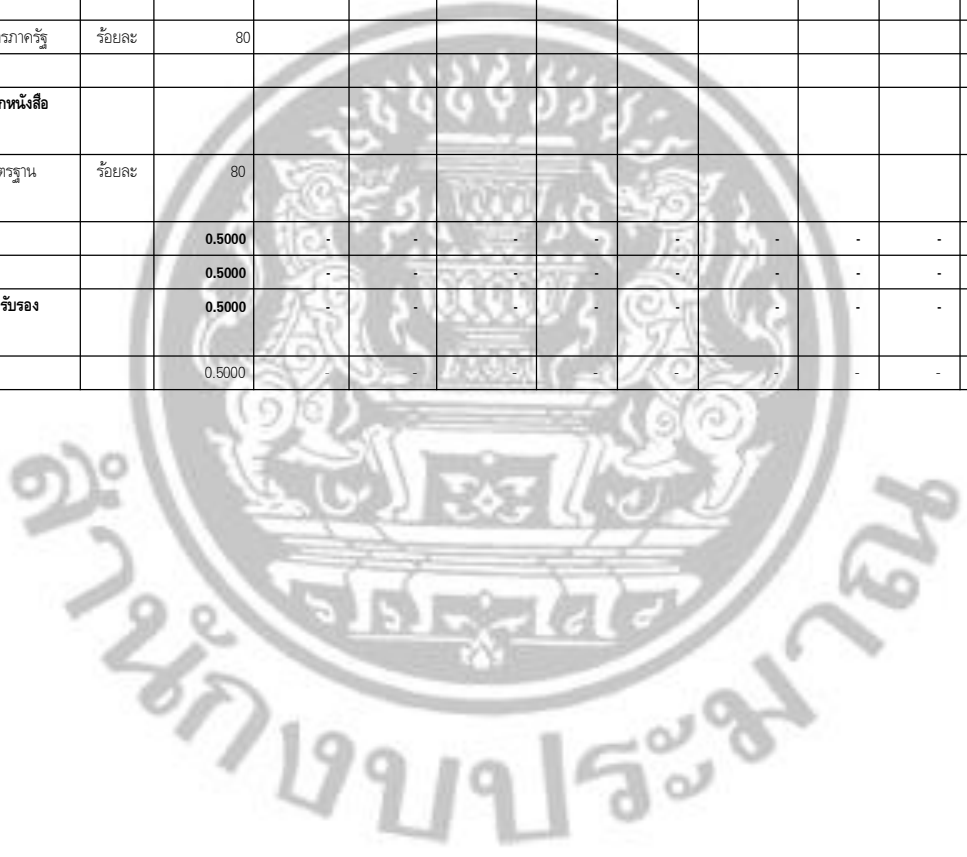 รภาครัฐ ร้อยละ 80
กหนังสือ
ตรฐาน ร้อยละ 80
0.5000 - - - - - - - -
0.5000 - - - - - - - -
รับรอง 0.5000 - - - - - - - -
0.5000 - - - - - - - -
สำนักงบประมาณ